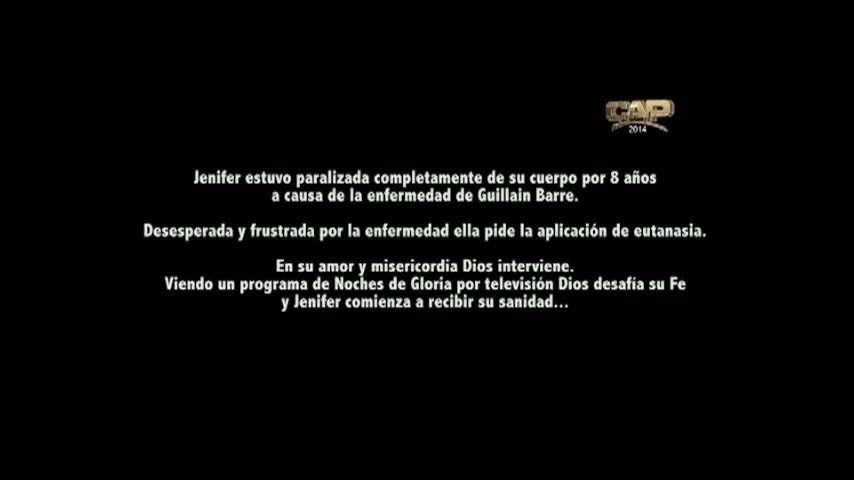 CAP
2014
Jenifer estuvo paralizada completamente de su cuerpo por 8 años
a causa de la enfermedad de Guillain Barre.
Desesperada y frustrada por la enfermedad ella pide la aplicación de eutanasia.
En su amor y misericordia Dios interviene.
Viendo un programa de Noches de Gloria por televisión Dios desafía su Fe
y Jenifer comienza a recibir su sanidad...